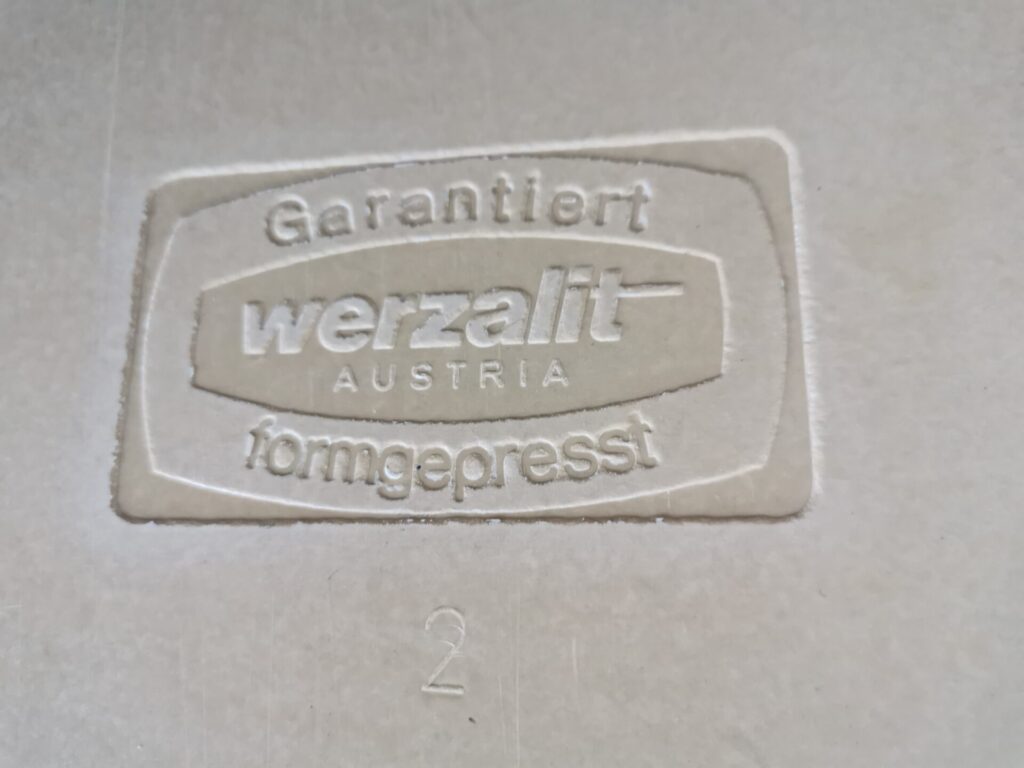 Garantiert
werzalit
AUSTRIA
formgepresst
2